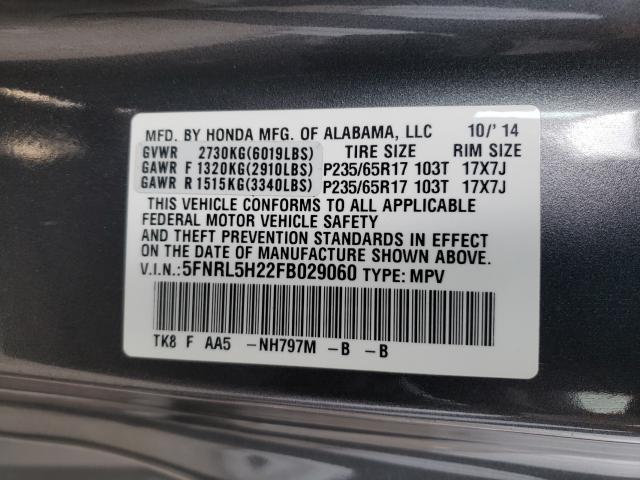 MFD. BY HONDA MFG. OF ALABAMA, LLC 10/'14
GVWR 2730KG(6019LBS) TIRE SIZE RIM SIZE
GAWR F 1320KG(2910LBS) P235/65R17 103T 17X7J
GAWR R 1515KG(3340LBS) P235/65R17 103T 17X7J
THIS VEHICLE CONFORMS TO ALL APPLICABLE
FEDERAL MOTOR VEHICLE SAFETY
AND THEFT PREVENTION STANDARDS IN EFFECT
ON THE DATE OF MANUFACTURE SHOWN ABOVE.
V.I.N.:5FNRL5H22FB029060 TYPE: MPV
TK8 F AA5 -NH797M -B -B